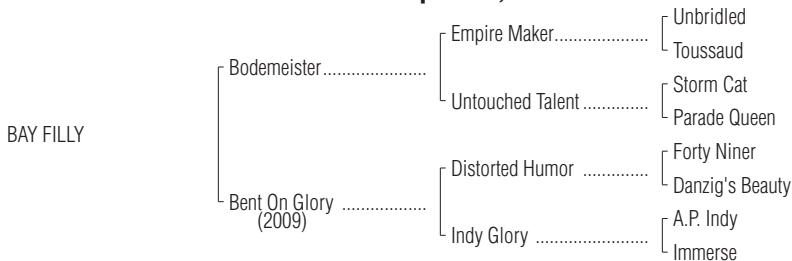 Unbridled
Empire Maker.....................
Toussaud
Bodemeister.......................
Storm Cat
Untouched Talent ...............
Parade Queen
BAY FILLY
Forty Niner
Distorted Humor ...............
Danzig's Beauty
Bent On Glory ...................
(2009)
A.P. Indy
Indy Glory .........................
Immerse